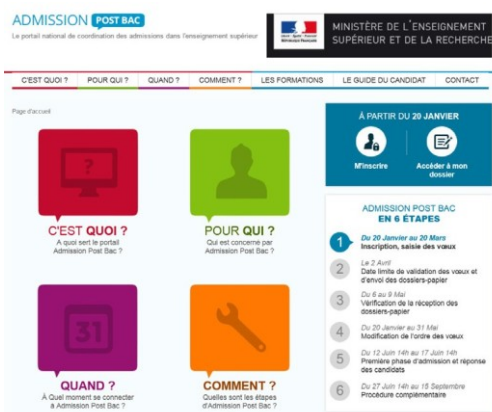 ADMISSION POST BAC
Le portail national de coordination des admissions dans l'enseignement supérieur
MINISTÈRE DE L'ENSEIGNEMENT
SUPÉRIEUR ET DE LA RECHERCHE
C'EST QUOI ? POUR QUI ? QUAND ? COMMENT ? LES FORMATIONS LE GUIDE DU CANDIDAT CONTACT
Page d'accueil
?
C'EST QUOI ?
A quoi sert le portail
Admission Post Bac ?
POUR QUI ?
Qui est concerné par
Admission Post Bac ?
31
QUAND ?
À Quel moment se connecter
à Admission Post Bac ?
COMMENT ?
Quelles sont les étapes
d'Admission Post Bac ?
À PARTIR DU 20 JANVIER
M'inscrire
Accéder à mon
dossier
ADMISSION POST BAC
EN 6 ÉTAPES
1 Du 20 Janvier au 20 Mars
Inscription, saisie des vœux
2 Le 2 Avril
Date limite de validation des vœux et
d'envoi des dossiers-papier
3 Du 6 au 9 Mai
Vérification de la réception des
dossiers-papier
4 Du 20 Janvier au 31 Mai
Modification de l'ordre des vœux
5 Du 12 Juin 14h au 17 Juin 14h
Première phase d'admission et réponse
des candidats
6 Du 27 Juin 14h au 15 Septembre
Procédure complémentaire